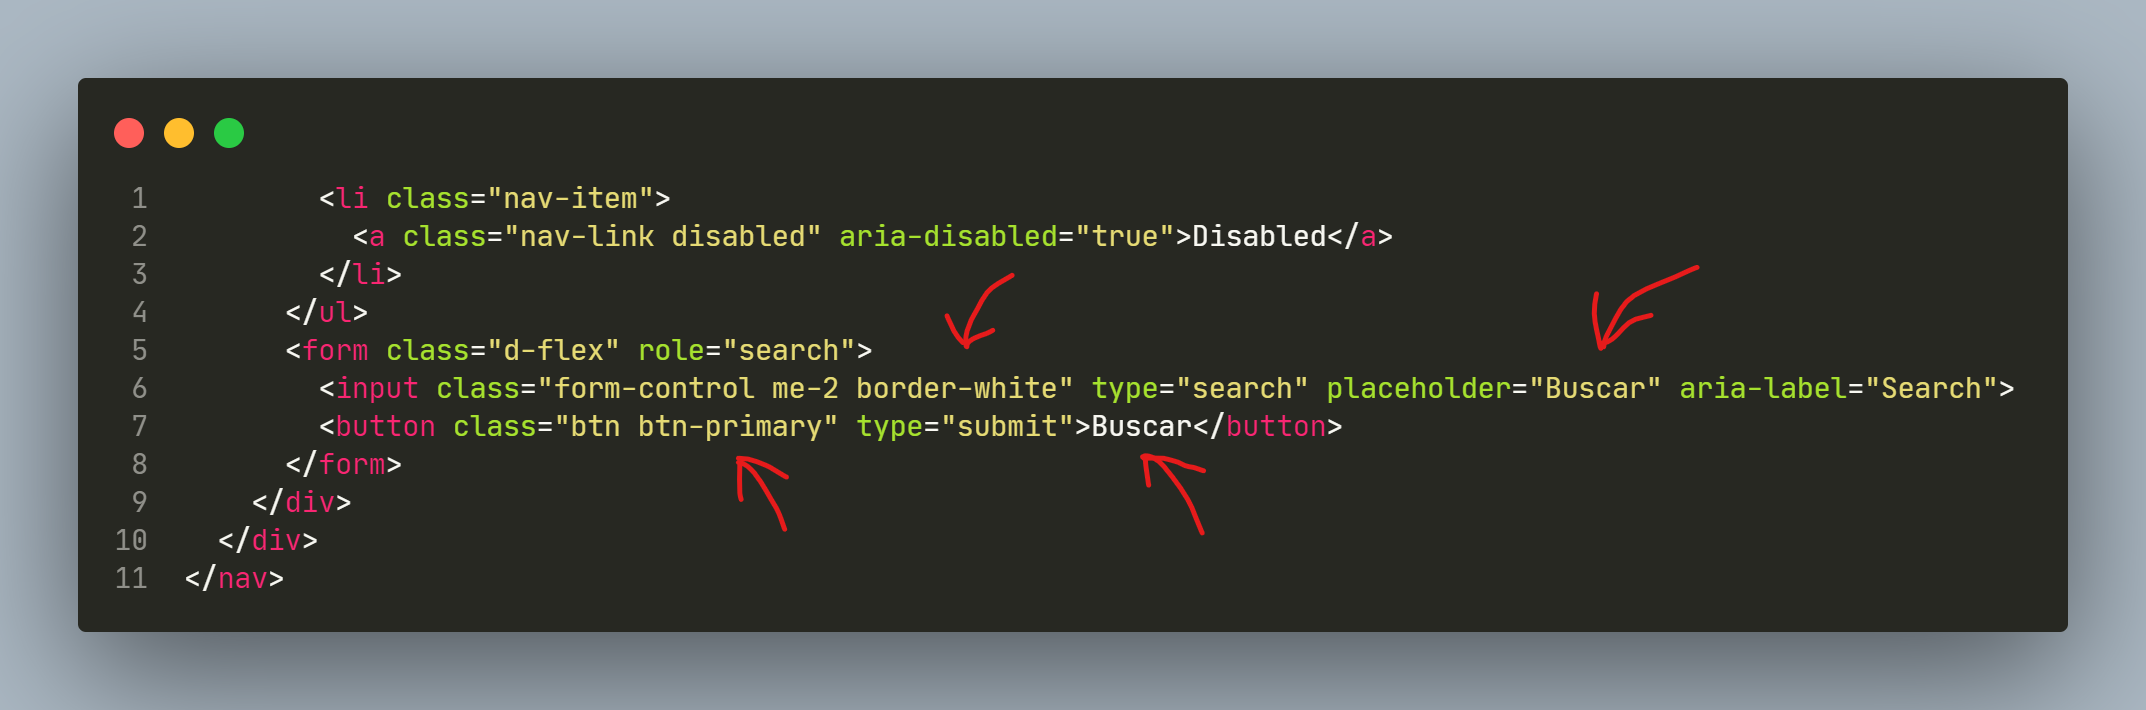 1 <li class="nav-item">
2 <a class="nav-link disabled" aria-disabled="true">Disabled</a>
3 </li>
4 </ul>
5 <form class="d-flex" role="search">
6 <input class="form-control me-2 border-white" type="search" placeholder="Buscar" aria-label="Search">
7 <button class="btn btn-primary" type="submit">Buscar</button>
8 </form>
9 </div>
10 </div>
11 </nav>